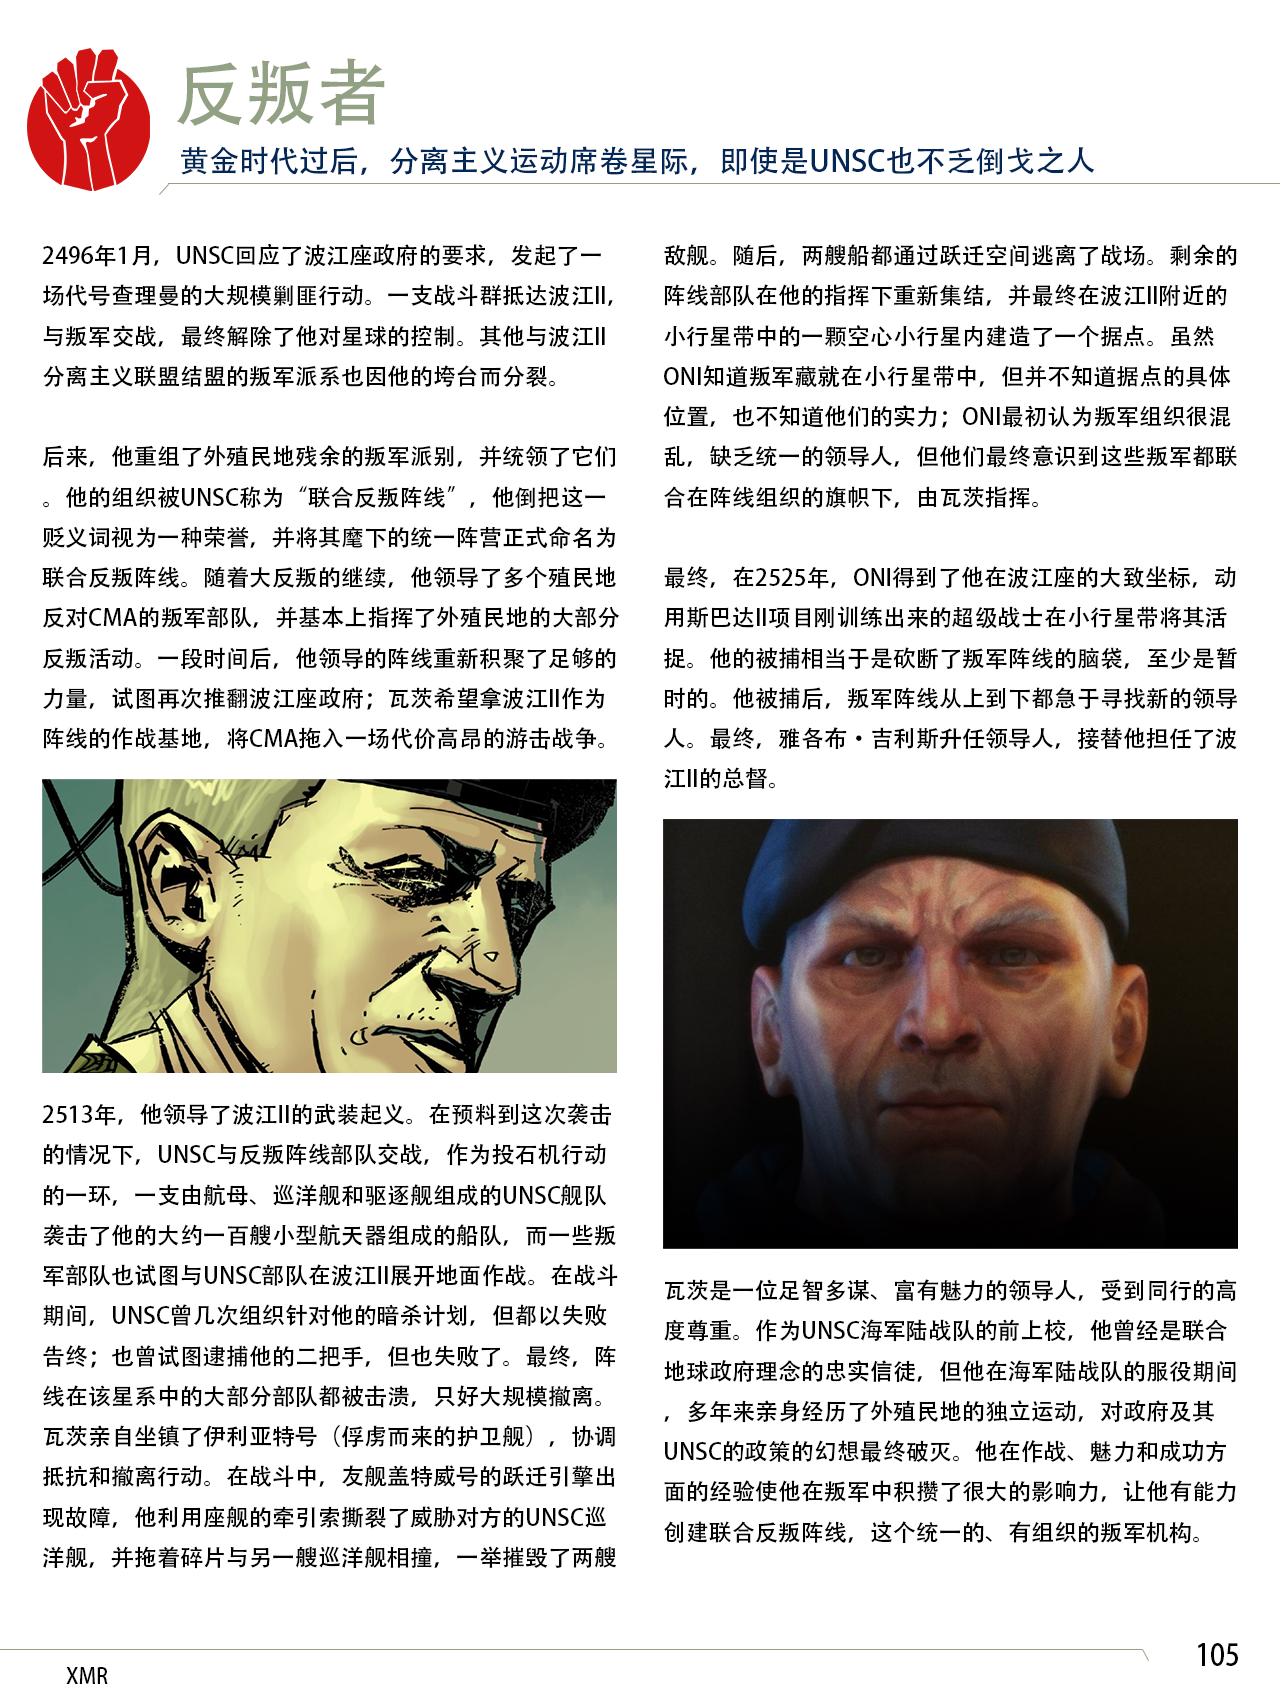 反叛者
黄金时代过后，分离主义运动席卷星际，即使是UNSC也不乏倒戈之人
2496年1月，UNSC回应了波江座政府的要求，发起了一
场代号查理曼的大规模剿匪行动。一支战斗群抵达波江II，
与叛军交战，最终解除了他对星球的控制。其他与波江II
分离主义联盟结盟的叛军派系也因他的垮台而分裂。
后来，他重组了外殖民地残余的叛军派别，并统领了它们
。他的组织被UNSC称为“联合反叛阵线”，他倒把这一
贬义词视为一种荣誉，并将其麾下的统一阵营正式命名为
联合反叛阵线。随着大反叛的继续，他领导了多个殖民地
反对CMA的叛军部队，并基本上指挥了外殖民地的大部分
反叛活动。一段时间后，他领导的阵线重新积聚了足够的
力量，试图再次推翻波江座政府；瓦茨希望拿波江II作为
阵线的作战基地，将CMA拖入一场代价高昂的游击战争。
2513年，他领导了波江II的武装起义。在预料到这次袭击
的情况下，UNSC与反叛阵线部队交战，作为投石机行动
的一环，一支由航母、巡洋舰和驱逐舰组成的UNSC舰队
袭击了他的大约一百艘小型航天器组成的船队，而一些叛
军部队也试图与UNSC部队在波江II展开地面作战。在战斗
期间，UNSC曾几次组织针对他的暗杀计划，但都以失败
告终；也曾试图逮捕他的二把手，但也失败了。最终，阵
线在该星系中的大部分部队都被击溃，只好大规模撤离。
瓦茨亲自坐镇了伊利亚特号（俘虏而来的护卫舰），协调
抵抗和撤离行动。在战斗中，友舰盖特威号的跃迁引擎出
现故障，他利用座舰的牵引索撕裂了威胁对方的UNSC巡
洋舰，并拖着碎片与另一艘巡洋舰相撞，一举摧毁了两艘
敌舰。随后，两艘船都通过跃迁空间逃离了战场。剩余的
阵线部队在他的指挥下重新集结，并最终在波江II附近的
小行星带中的一颗空心小行星内建造了一个据点。虽然
ONI知道叛军藏就在小行星带中，但并不知道据点的具体
位置，也不知道他们的实力；ONI最初认为叛军组织很混
乱，缺乏统一的领导人，但他们最终意识到这些叛军都联
合在阵线组织的旗帜下，由瓦茨指挥。
最终，在2525年，ONI得到了他在波江座的大致坐标，动
用斯巴达II项目刚训练出来的超级战士在小行星带将其活
捉。他的被捕相当于是砍断了叛军阵线的脑袋，至少是暂
时的。他被捕后，叛军阵线从上到下都急于寻找新的领导
人。最终，雅各布·吉利斯升任领导人，接替他担任了波
江II的总督。
瓦茨是一位足智多谋、富有魅力的领导人，受到同行的高
度尊重。作为UNSC海军陆战队的前上校，他曾经是联合
地球政府理念的忠实信徒，但他在海军陆战队的服役期间
，多年来亲身经历了外殖民地的独立运动，对政府及其
UNSC的政策的幻想最终破灭。他在作战、魅力和成功方
面的经验使他在叛军中积攒了很大的影响力，让他有能力
创建联合反叛阵线，这个统一的、有组织的叛军机构。
105
XMR